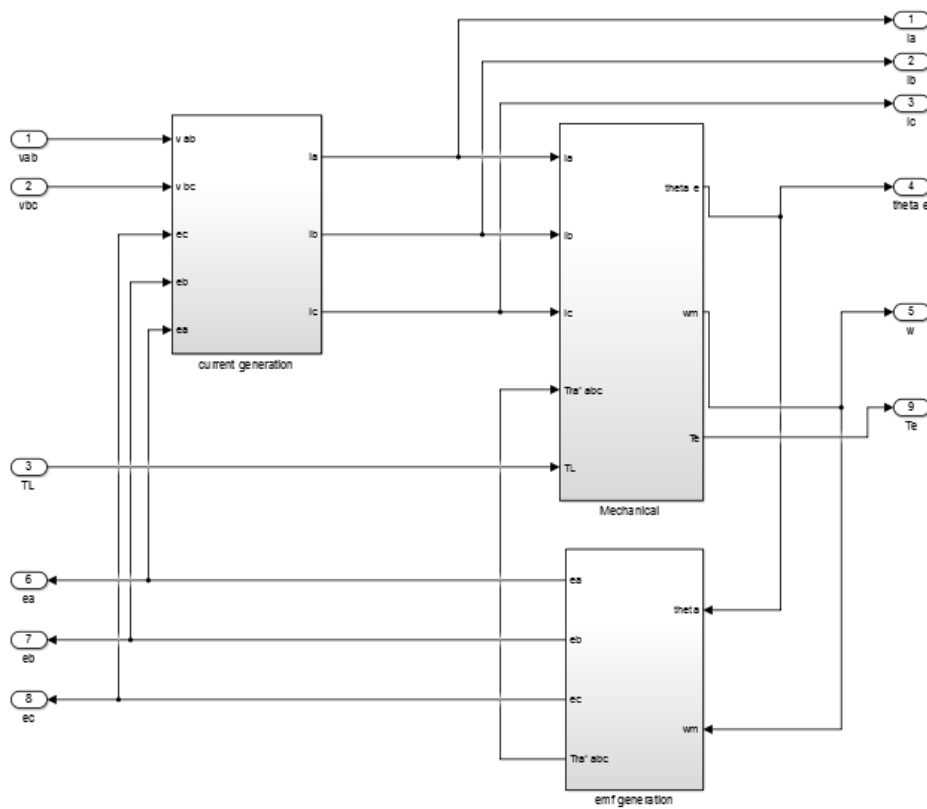 1
Ia
2
Ib
3
Ic
1
vab
2
vbc
v ab
v bc
ec
eb
ea
Ia
Ib
Ic
current generation
Ia
Ib
Ic
Tra' abc
TL
theta e
wm
Te
Mechanical
4
theta e
5
w
9
Te
3
TL
6
ea
7
eb
8
ec
ea
eb
ec
Tra' abc
theta
wm
emf generation